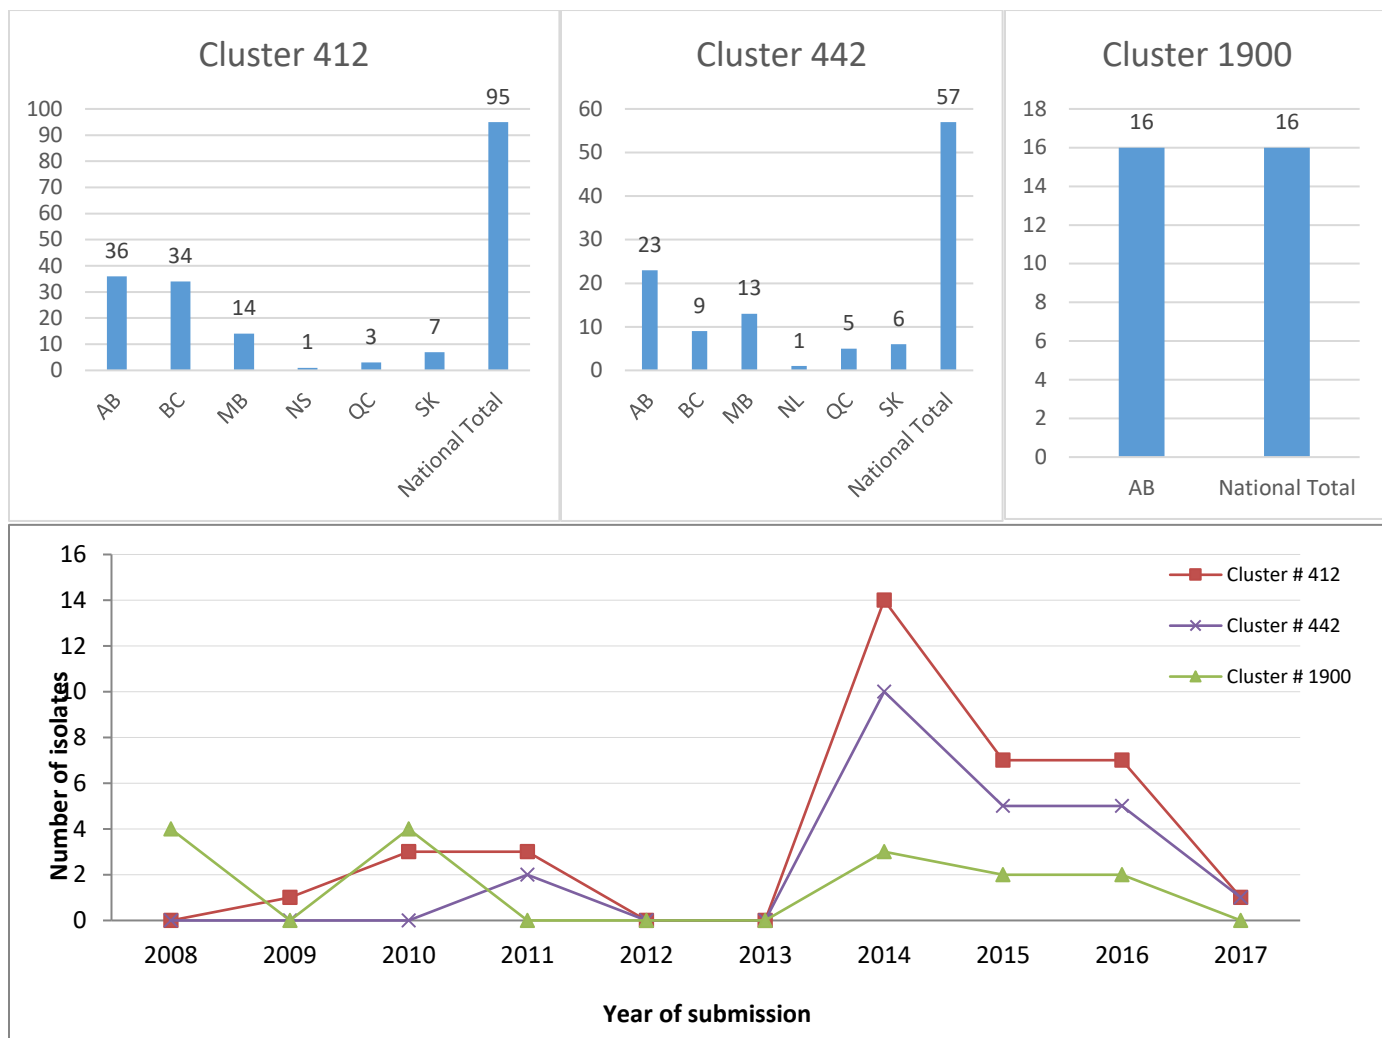 Cluster 412
95
100
90
80
70
60
50
40
30
20
10
0
36
34
14
1
3
7
AB
BC
MB
NS
QC
SK
National Total
Cluster 442
57
60
50
40
30
20
10
0
23
9
13
1
5
6
AB
BC
MB
NL
QC
SK
National Total
Cluster 1900
18
16
14
12
10
8
6
4
2
0
16
16
AB
National Total
16
14
12
10
8
6
4
2
0
Number of isolates
Cluster # 412
Cluster # 442
Cluster # 1900
2008
2009
2010
2011
2012
2013
2014
2015
2016
2017
Year of submission